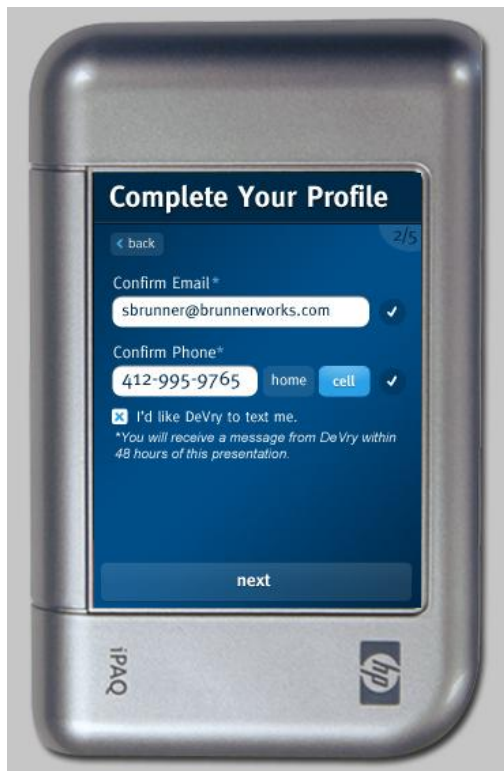 Complete Your Profile
< back
2/5
Confirm Email*
sbrunner@brunnerworks.com
Confirm Phone*
412-995-9765 home cell
I'd like DeVry to text me.
*You will receive a message from DeVry within
48 hours of this presentation.
next
iPAQ
hp